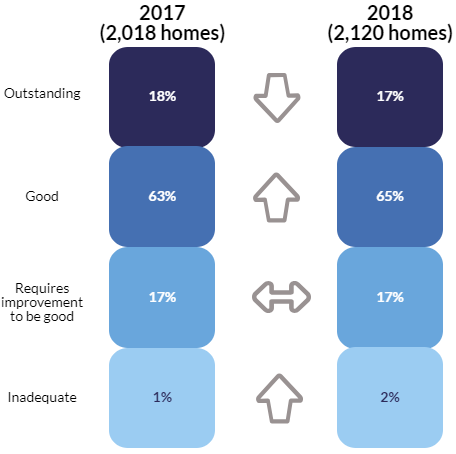 2017
(2,018 homes)
2018
(2,120 homes)
Outstanding
18%
17%
Good
63%
65%
Requires
improvement
to be good
17%
17%
Inadequate
1%
2%